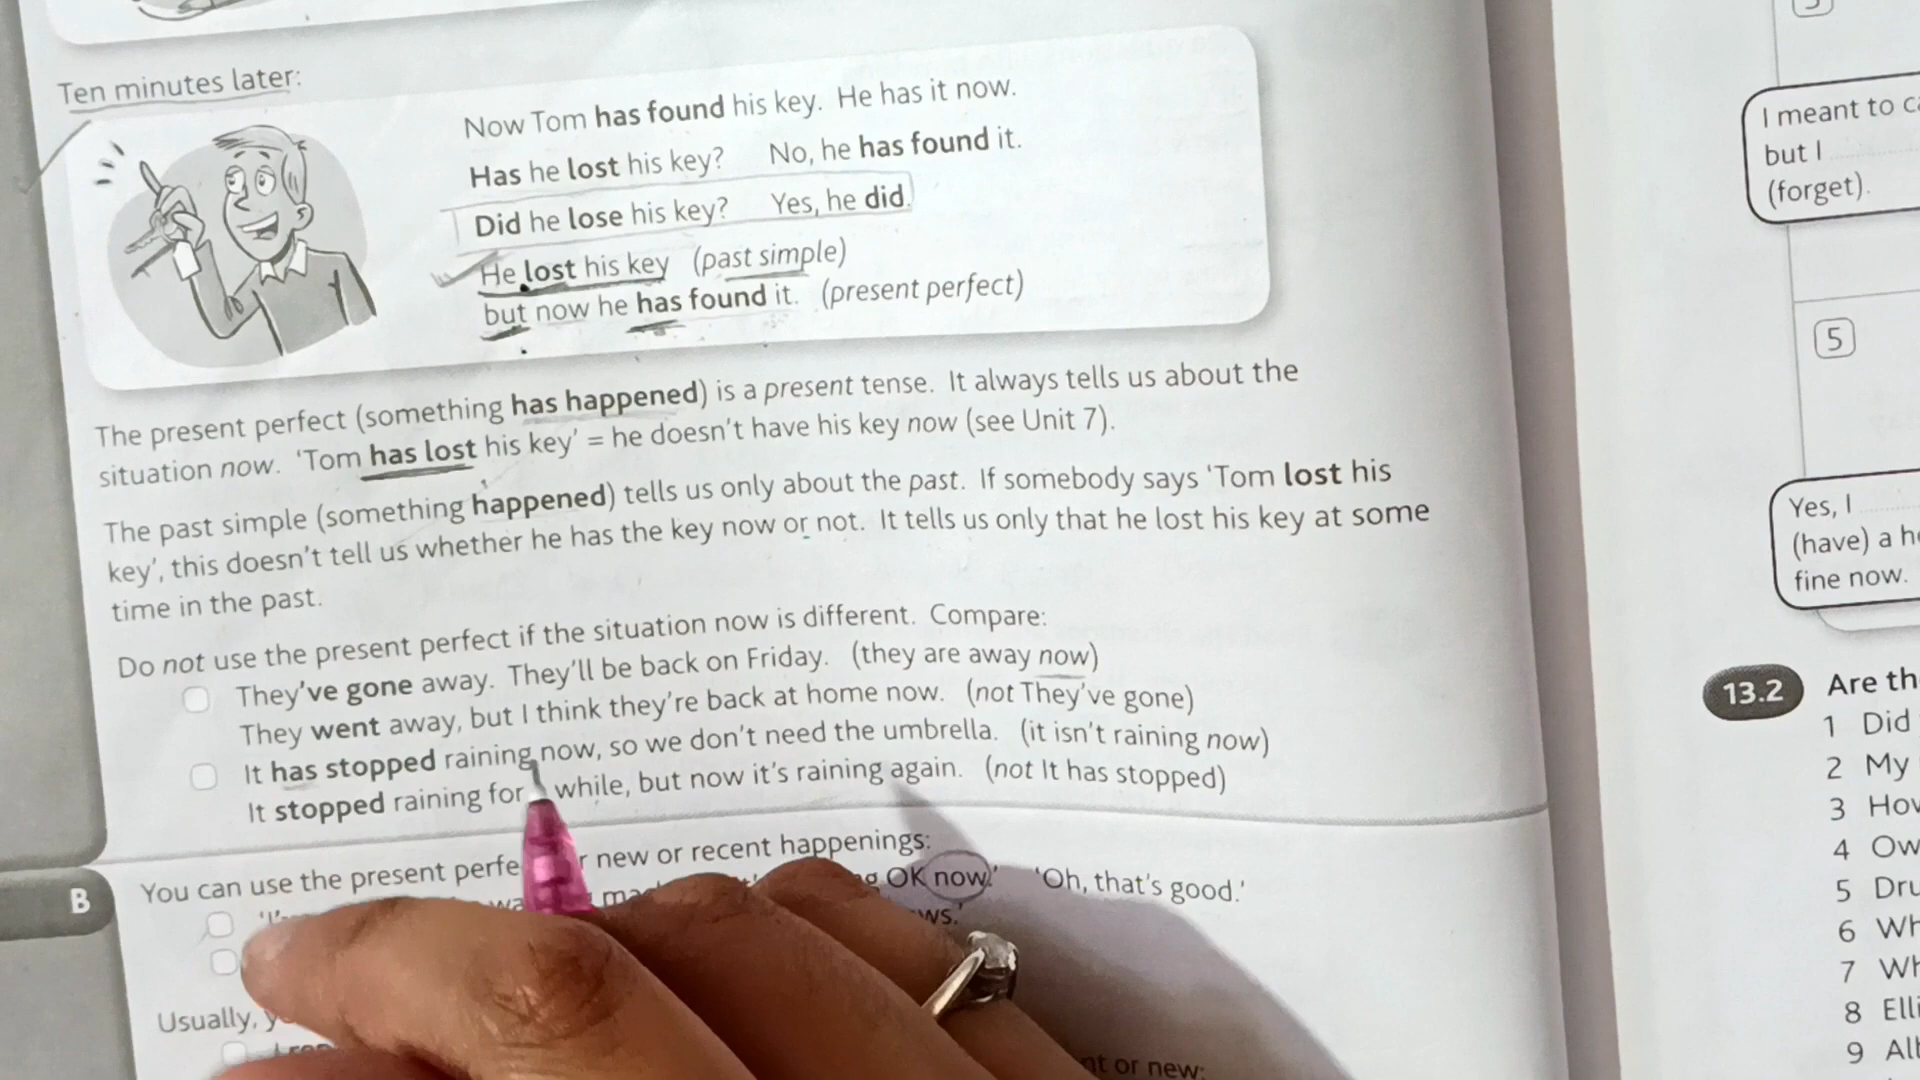 Ten minutes later:
Now Tom has found his key. He has it now.
Has he lost his key? No, he has found it.
Did he lose his key? Yes, he did.
He lost his key (past simple)
but now he has found it. (present perfect)
The present perfect (something has happened) is a present tense. It always tells us about the
situation now. ‘Tom has lost his key’ = he doesn’t have his key now (see Unit 7).
The past simple (something happened) tells us only about the past. If somebody says ‘Tom lost his
key’, this doesn’t tell us whether he has the key now or not. It tells us only that he lost his key at some
time in the past.
Do not use the present perfect if the situation now is different. Compare:
They’ve gone away. They’ll be back on Friday. (they are away now)
They went away, but I think they’re back at home now. (not They’ve gone)
It has stopped raining now, so we don’t need the umbrella. (it isn’t raining now)
It stopped raining for while, but now it’s raining again. (not It has stopped)
B
You can use the present new or recent happenings:
OK now.’ ‘Oh, that’s good.’
Usually,
or new:
I meant to
but I
(forget).
5
Yes, I
(have) a
fine now.
13.2 Are
1 Did
2 My
3
4
5
6
7
8
9